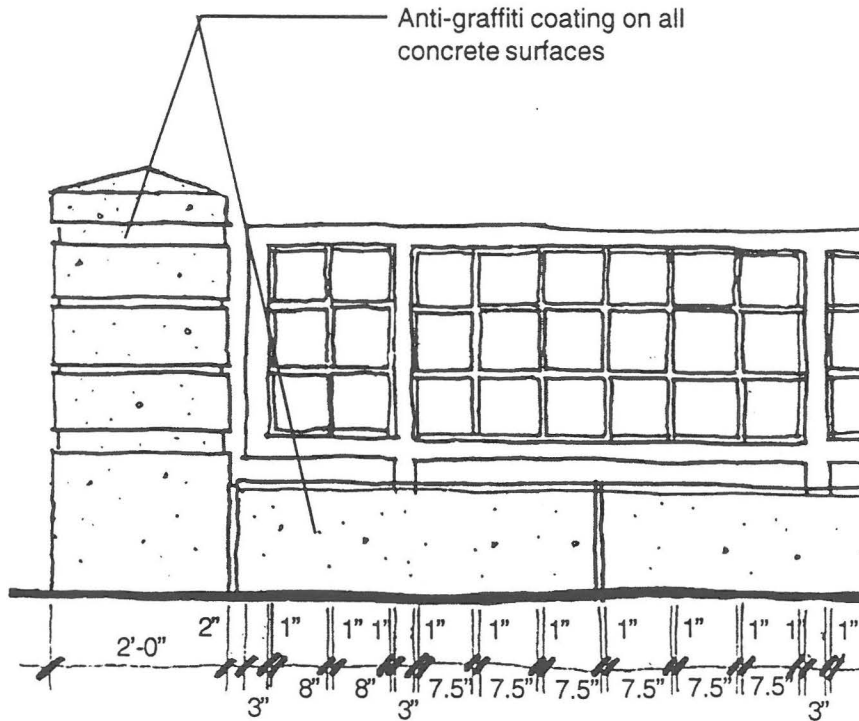 Anti-graffiti coating on all
concrete surfaces
2'-0" 2" 1" 1" 1" 1" 1" 1" 1" 1" 1" 1" 1"
3" 8" 8" 3" 7.5" 7.5" 7.5" 7.5" 7.5" 7.5" 3"